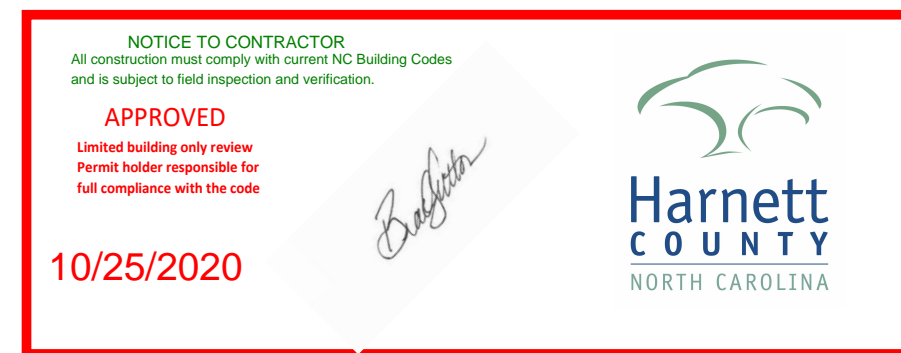 NOTICE TO CONTRACTOR
All construction must comply with current NC Building Codes
and is subject to field inspection and verification.
APPROVED
Limited building only review
Permit holder responsible for
full compliance with the code
10/25/2020
Harnett
COUNTY
NORTH CAROLINA